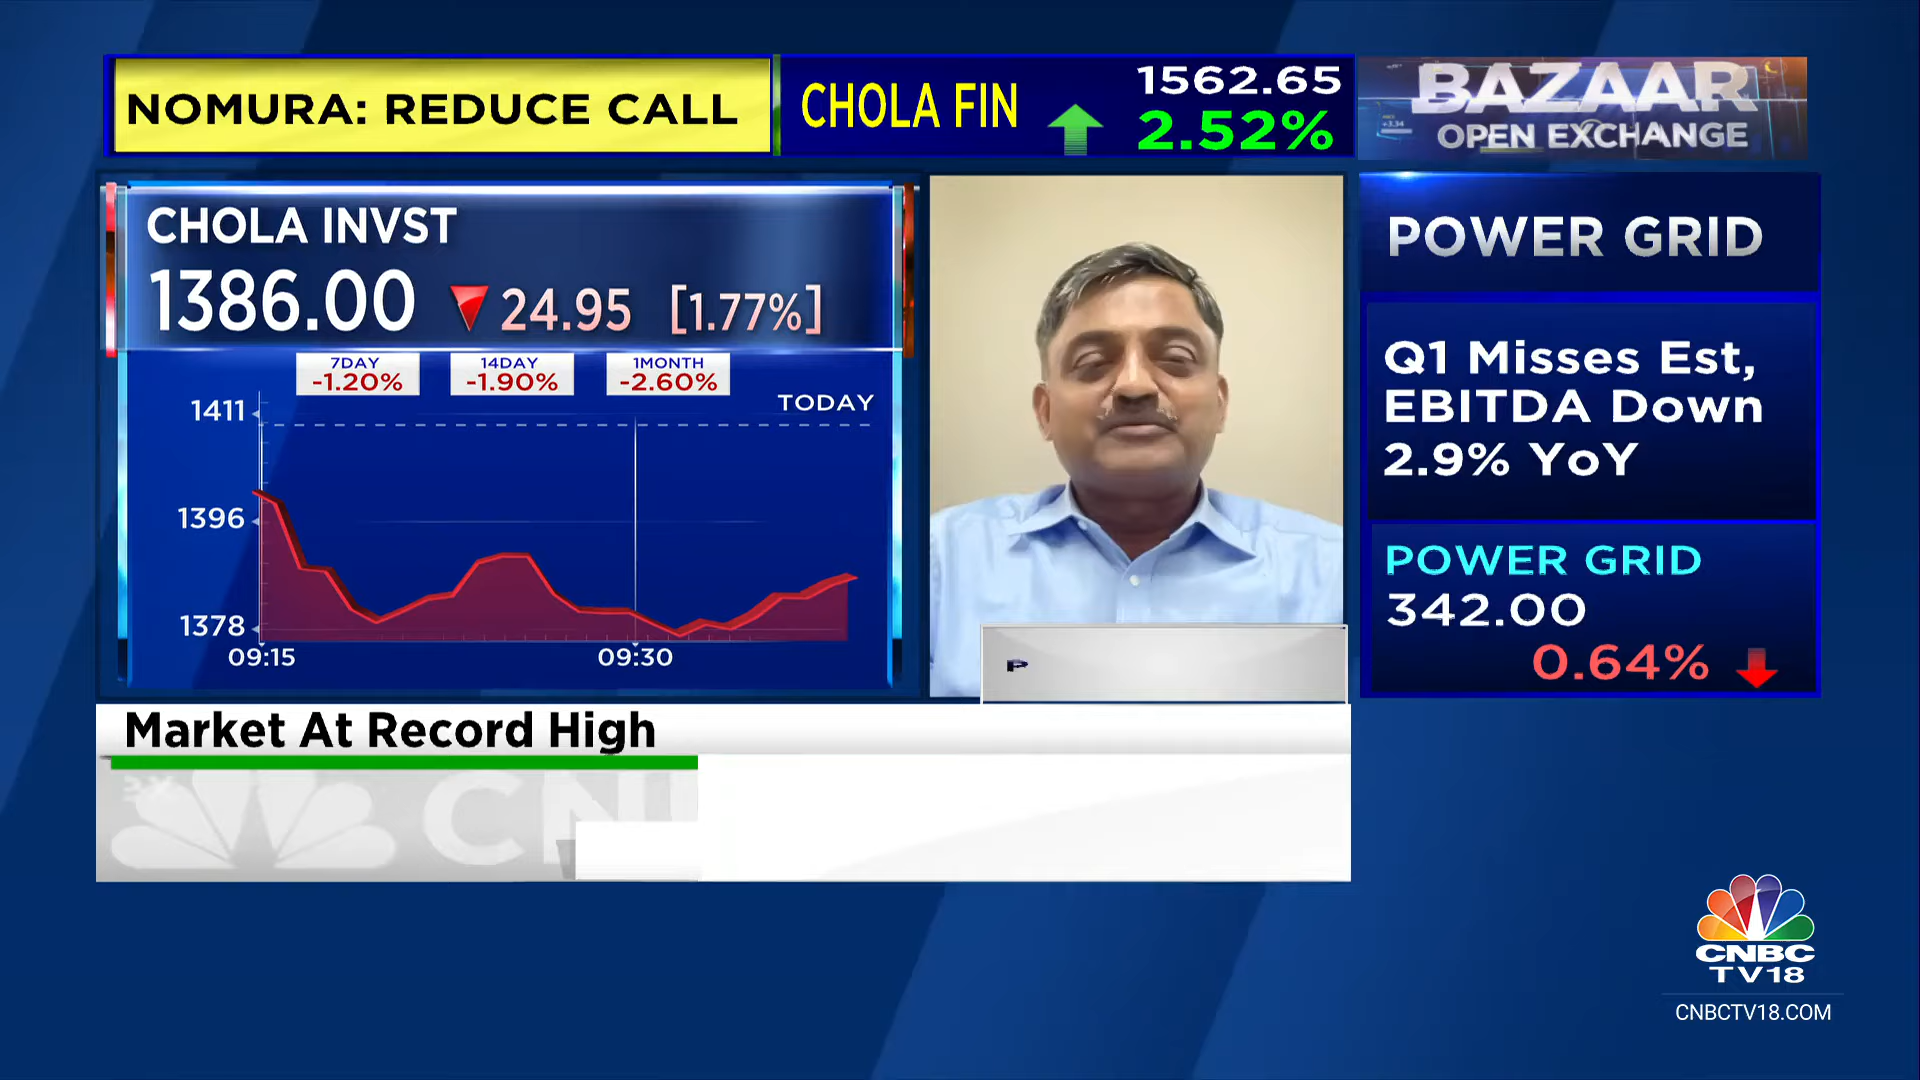 NOMURA: REDUCE CALL
CHOLA FIN
1562.65
2.52%
BAZAAR
OPEN EXCHANGE
CHOLA INVST
1386.00 24.95 [1.77%]
7DAY
-1.20%
14DAY
-1.90%
1MONTH
-2.60%
TODAY
1411
1396
1378
09:15 09:30
POWER GRID
Q1 Misses Est,
EBITDA Down
2.9% YoY
POWER GRID
342.00
0.64%
Market At Record High
CNBC
TV18
CNBCTV18.COM